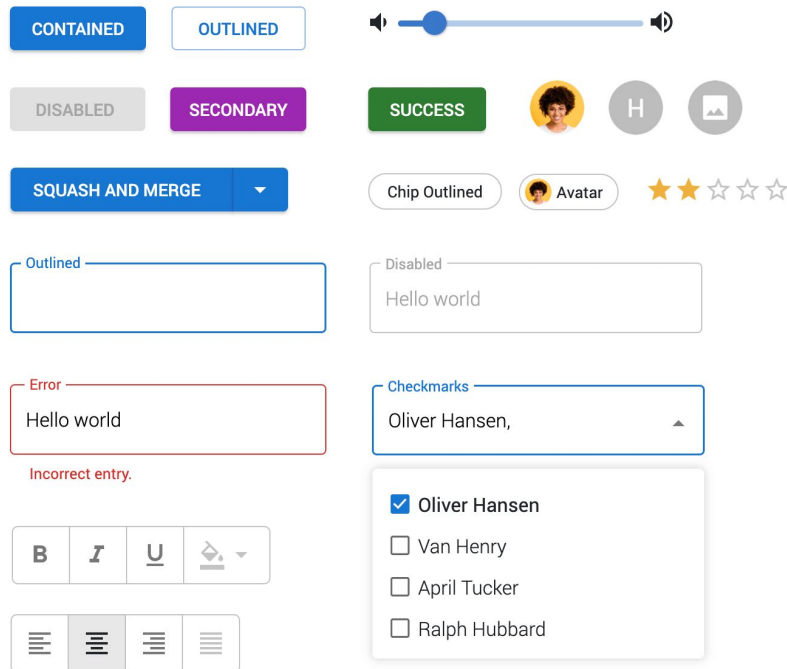 CONTAINED
OUTLINED
DISABLED
SECONDARY
SUCCESS
H
SQUASH AND MERGE
Chip Outlined
Avatar
Outlined
Disabled
Hello world
Error
Hello world
Incorrect entry.
Checkmarks
Oliver Hansen,
Oliver Hansen
Van Henry
April Tucker
Ralph Hubbard
B
I
U